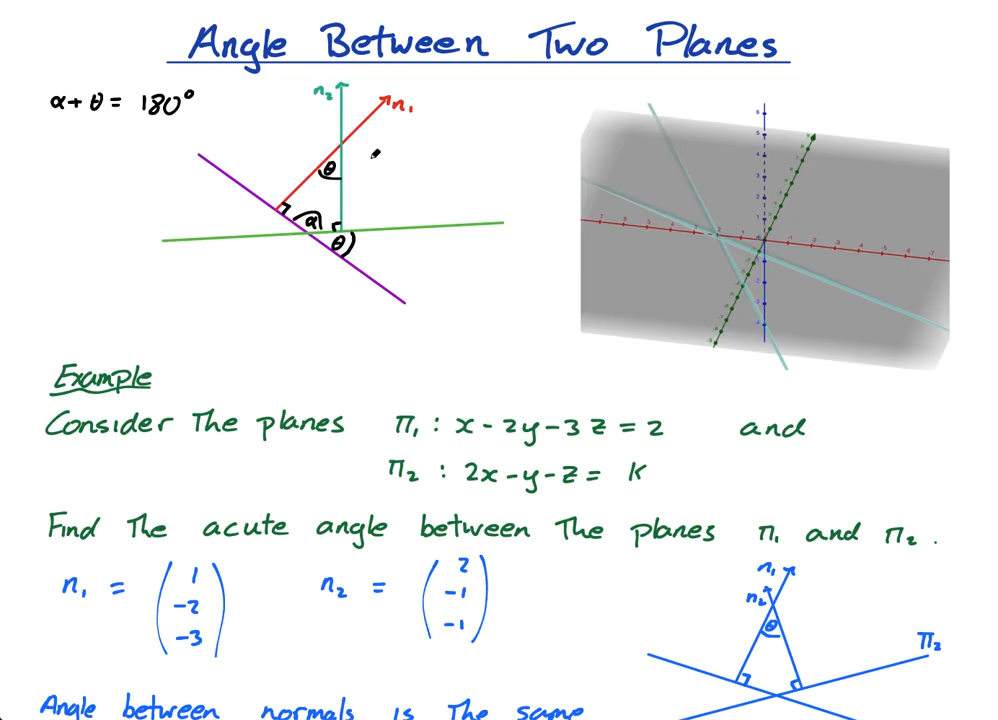 Angle Between Two Planes
α + θ = 180°
n₂
n₁
θ
α
θ
Example
Consider The planes π₁ : x - 2y - 3z = 2 and
π₂ : 2x - y - z = k
Find The acute angle between The planes π₁ and π₂ .
n₁ = ( 1 -2 -3 ) n₂ = ( 2 -1 -1 )
n₁
n₂
θ
π₂
Angle between normals is The same